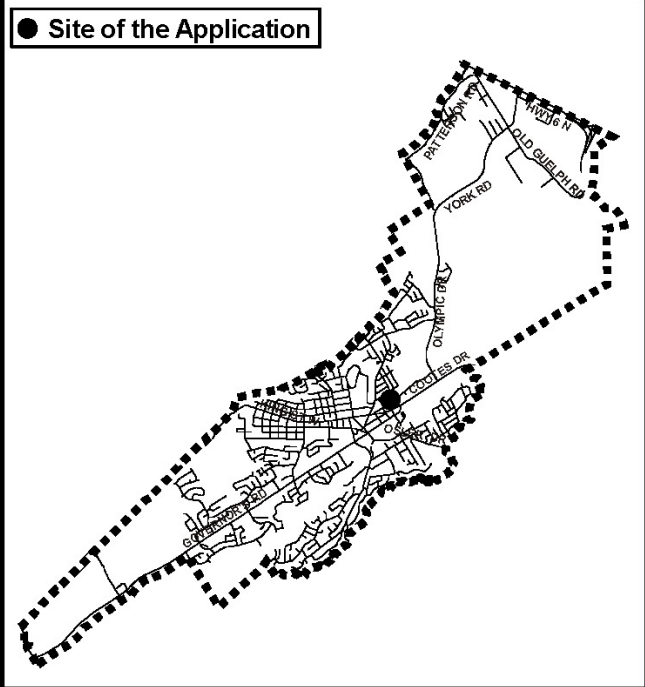 Site of the Application
PATTERSON RD
HWY 6 N
OLD GUELPH RD
YORK RD
OLYMPIC DR
COOTES DR
GOVERNOR'S RD